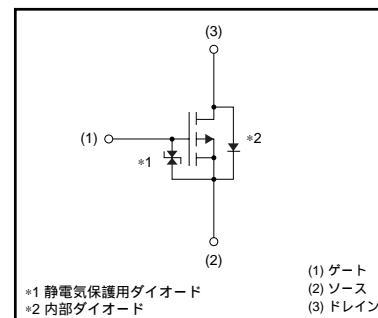 (3)
(1)
*1
*2
(2)
*1 静電気保護用ダイオード
*2 内部ダイオード
(1) ゲート
(2) ソース
(3) ドレイン